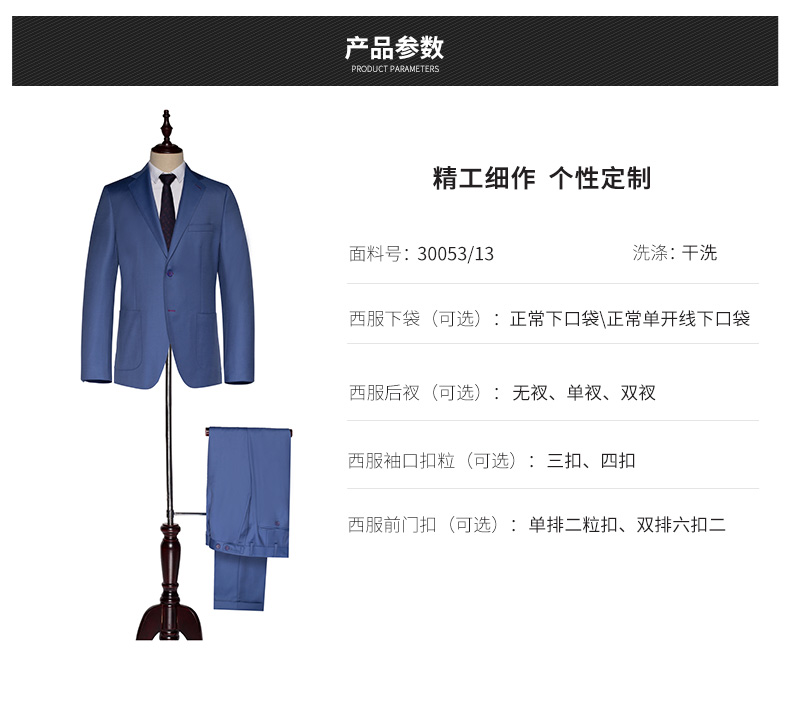 产品参数
PRODUCT PARAMETERS
精工细作 个性定制
面料号：30053/13 洗涤：干洗
西服下袋（可选）：正常下口袋\正常单开线下口袋
西服后衩（可选）：无衩、单衩、双衩
西服袖口扣粒（可选）：三扣、四扣
西服前门扣（可选）：单排二粒扣、双排六扣二